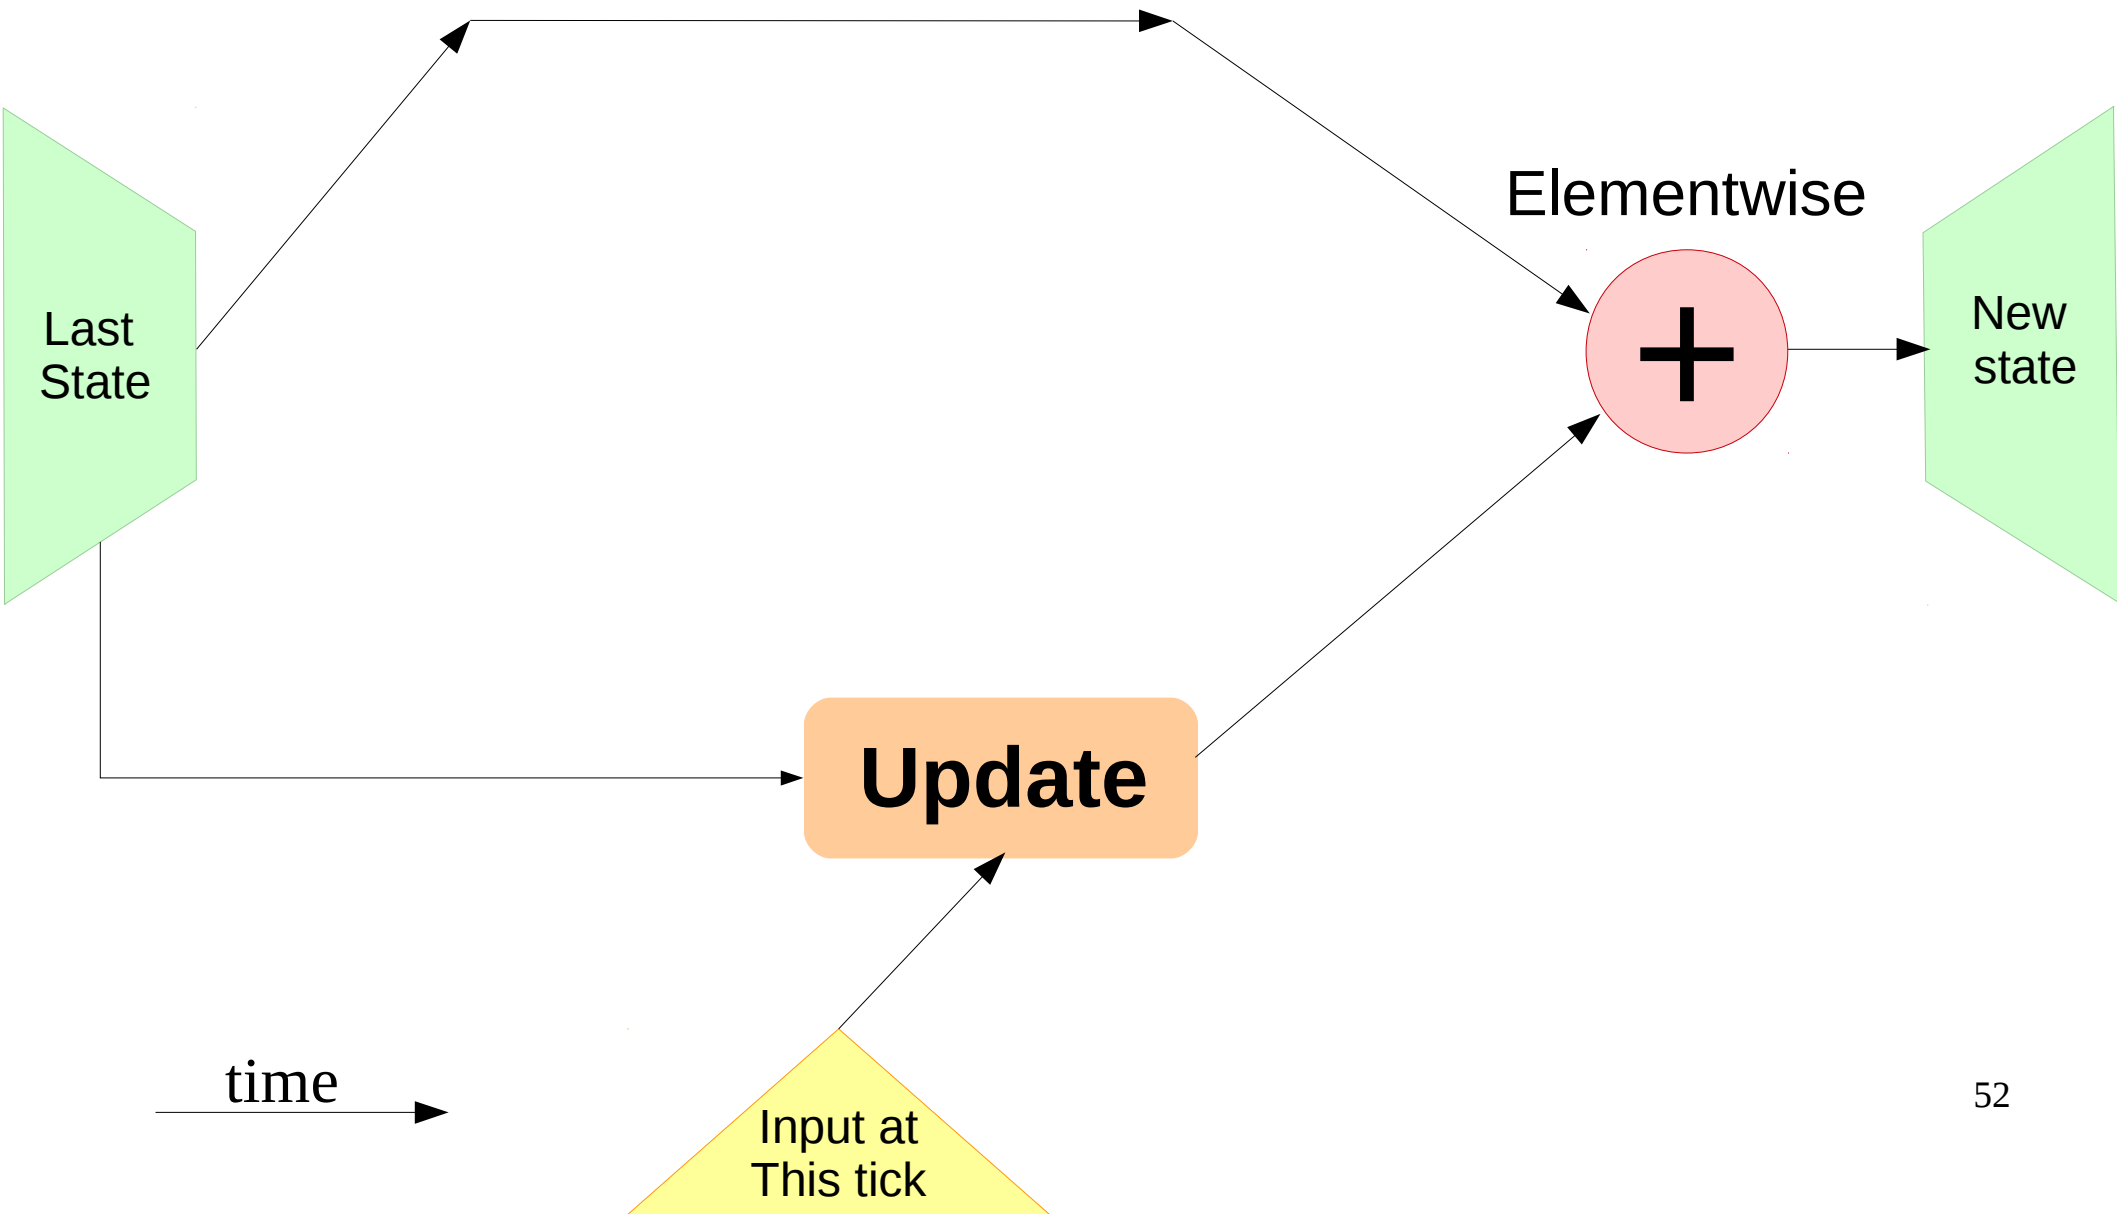 Elementwise
Last
State
+
New
state
Update
time
Input at
This tick
52